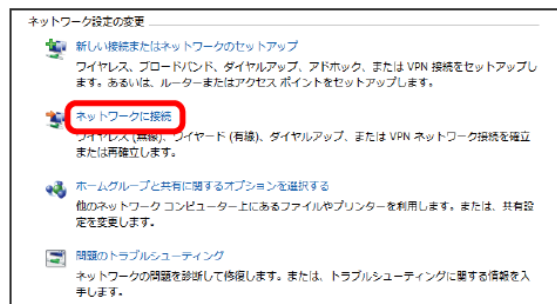 ネットワーク設定の変更
新しい接続またはネットワークのセットアップ
ワイヤレス、ブロードバンド、ダイヤルアップ、アドホック、または VPN 接続をセットアップし
ます。あるいは、ルーターまたはアクセス ポイントをセットアップします。
ネットワークに接続
ワイヤレス (無線)、ワイヤード (有線)、ダイヤルアップ、または VPN ネットワーク接続を確立
または再確立します。
ホームグループと共有に関するオプションを選択する
他のネットワーク コンピューター上にあるファイルやプリンターを利用します。または、共有設
定を変更します。
問題のトラブルシューティング
ネットワークの問題を診断して修復します。または、トラブルシューティングに関する情報を入
手します。